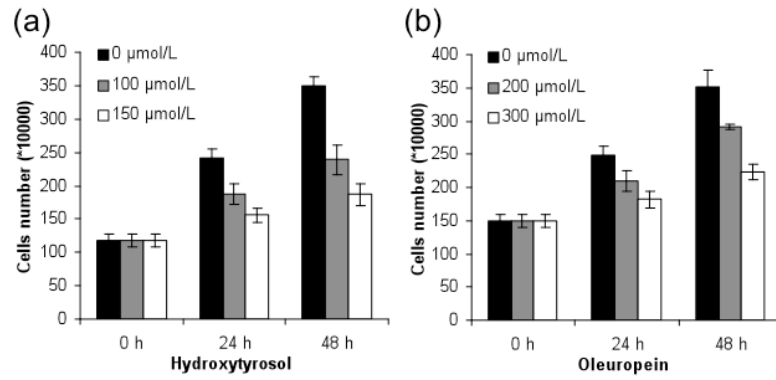 (a)
0 µmol/L
100 µmol/L
150 µmol/L
Cells number (*10000)
400
350
300
250
200
150
100
50
0
0 h
24 h
48 h
Hydroxytyrosol
(b)
0 µmol/L
200 µmol/L
300 µmol/L
Cells number (*10000)
400
350
300
250
200
150
100
50
0
0 h
24 h
48 h
Oleuropein